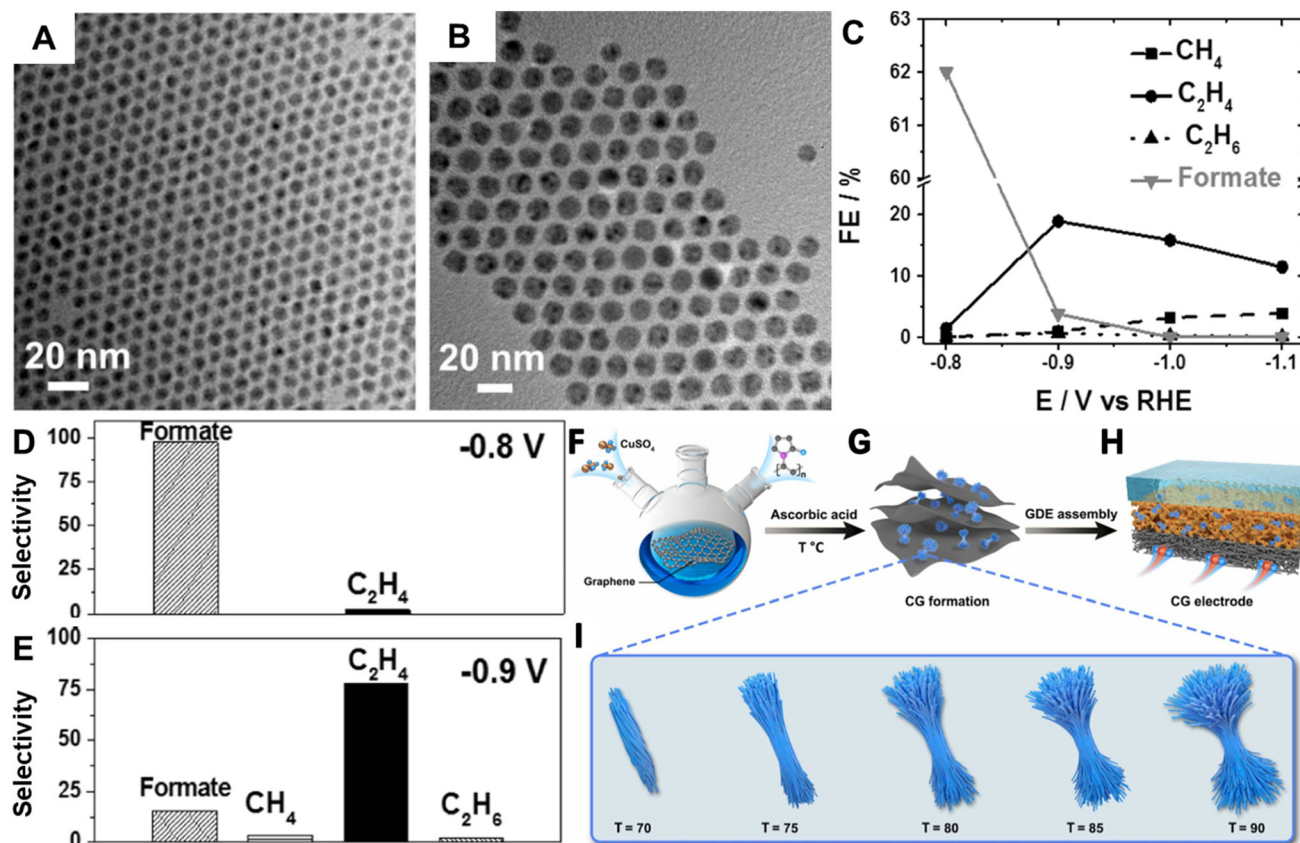 A
20 nm
B
20 nm
C
63
62
61
60
20
10
0
FE / %
CH₄
C₂H₄
C₂H₆
Formate
-0.8 -0.9 -1.0 -1.1
E / V vs RHE
D
Selectivity
100
75
50
25
0
Formate
C₂H₄
-0.8 V
E
Selectivity
100
75
50
25
0
Formate
CH₄
C₂H₄
C₂H₆
-0.9 V
F
CuSO₄
n
Graphene
Ascorbic acid
T °C
G
CG formation
GDE assembly
H
CG electrode
I
T = 70 T = 75 T = 80 T = 85 T = 90